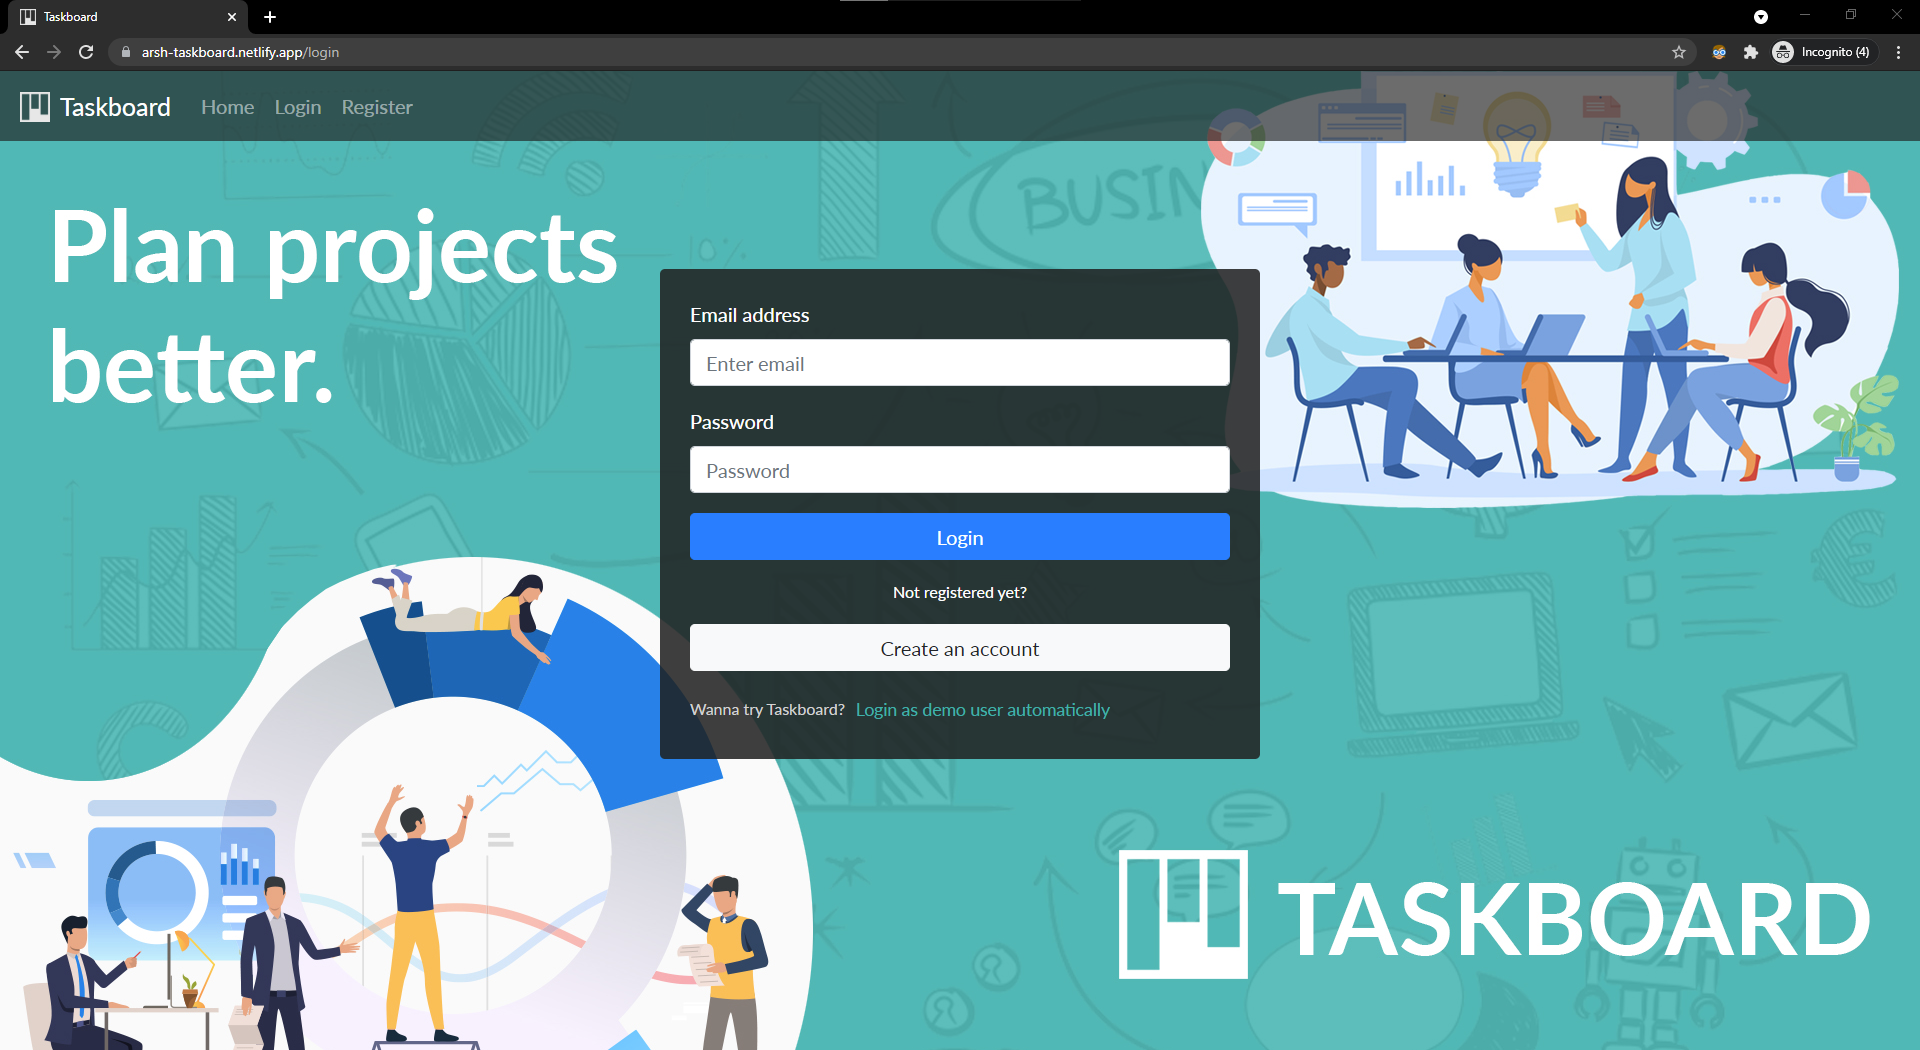 Taskboard
arsh-taskboard.netlify.app/login
Incognito (4)
Taskboard
Home
Login
Register
BUSIN
Plan projects
better.
Email address
Enter email
Password
Password
Login
Not registered yet?
Create an account
Wanna try Taskboard? Login as demo user automatically
TASKBOARD